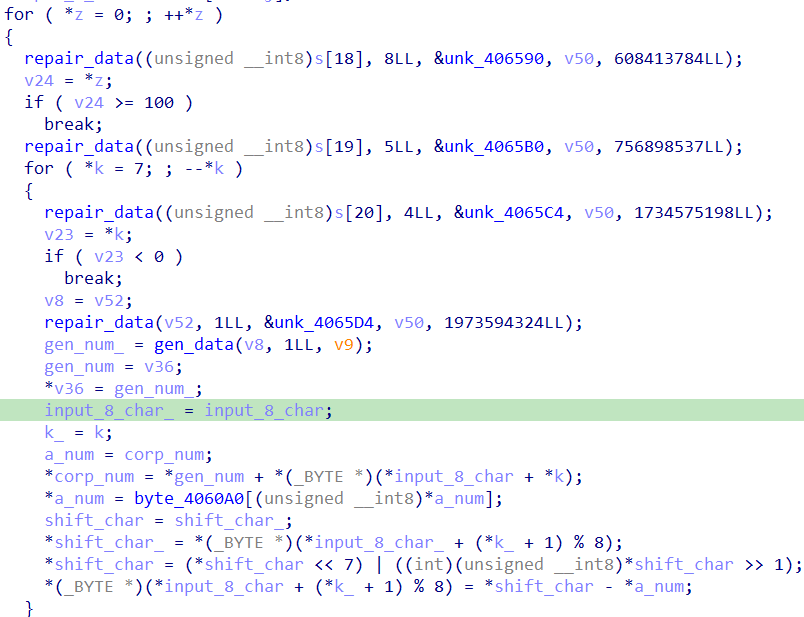 for ( *z = 0; ; ++*z )
{
repair_data((unsigned __int8)s[18], 8LL, &unk_406590, v50, 608413784LL);
v24 = *z;
if ( v24 >= 100 )
break;
repair_data((unsigned __int8)s[19], 5LL, &unk_4065B0, v50, 756898537LL);
for ( *k = 7; ; --*k )
{
repair_data((unsigned __int8)s[20], 4LL, &unk_4065C4, v50, 1734575198LL);
v23 = *k;
if ( v23 < 0 )
break;
v8 = v52;
repair_data(v52, 1LL, &unk_4065D4, v50, 1973594324LL);
gen_num_ = gen_data(v8, 1LL, v9);
gen_num = v36;
*v36 = gen_num_;
input_8_char_ = input_8_char;
k_ = k;
a_num = corp_num;
*corp_num = *gen_num + *(_BYTE *)(*input_8_char + *k);
*a_num = byte_4060A0[(unsigned __int8)*a_num];
shift_char = shift_char_;
*shift_char_ = *(_BYTE *)(*input_8_char_ + (*k_ + 1) % 8);
*shift_char = (*shift_char << 7) | ((int)(unsigned __int8)*shift_char >> 1);
*(_BYTE *)(*input_8_char + (*k_ + 1) % 8) = *shift_char - *a_num;
}